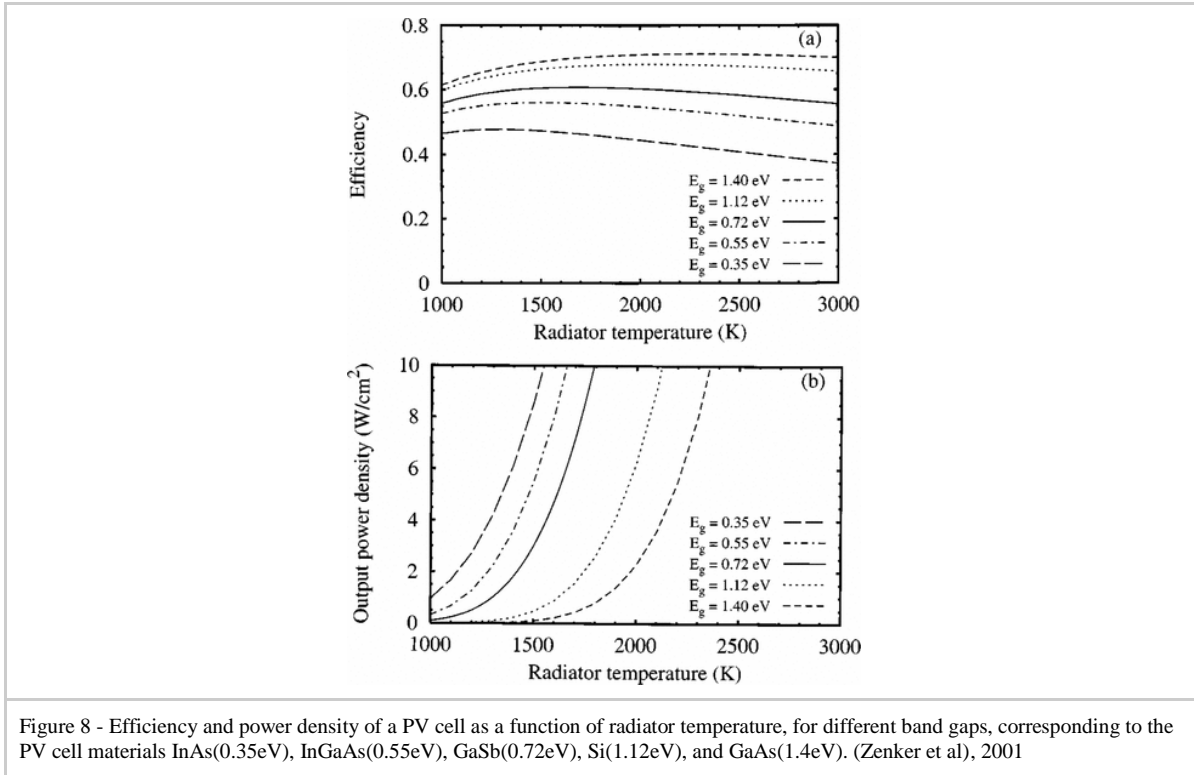 0.8
(a)
0.6
0.4
0.2
0
Efficiency
E_g = 1.40 eV
E_g = 1.12 eV
E_g = 0.72 eV
E_g = 0.55 eV
E_g = 0.35 eV
1000 1500 2000 2500 3000
Radiator temperature (K)
10
(b)
8
6
4
2
0
Output power density (W/cm²)
E_g = 0.35 eV
E_g = 0.55 eV
E_g = 0.72 eV
E_g = 1.12 eV
E_g = 1.40 eV
1000 1500 2000 2500 3000
Radiator temperature (K)
Figure 8 - Efficiency and power density of a PV cell as a function of radiator temperature, for different band gaps, corresponding to the
PV cell materials InAs(0.35eV), InGaAs(0.55eV), GaSb(0.72eV), Si(1.12eV), and GaAs(1.4eV). (Zenker et al), 2001